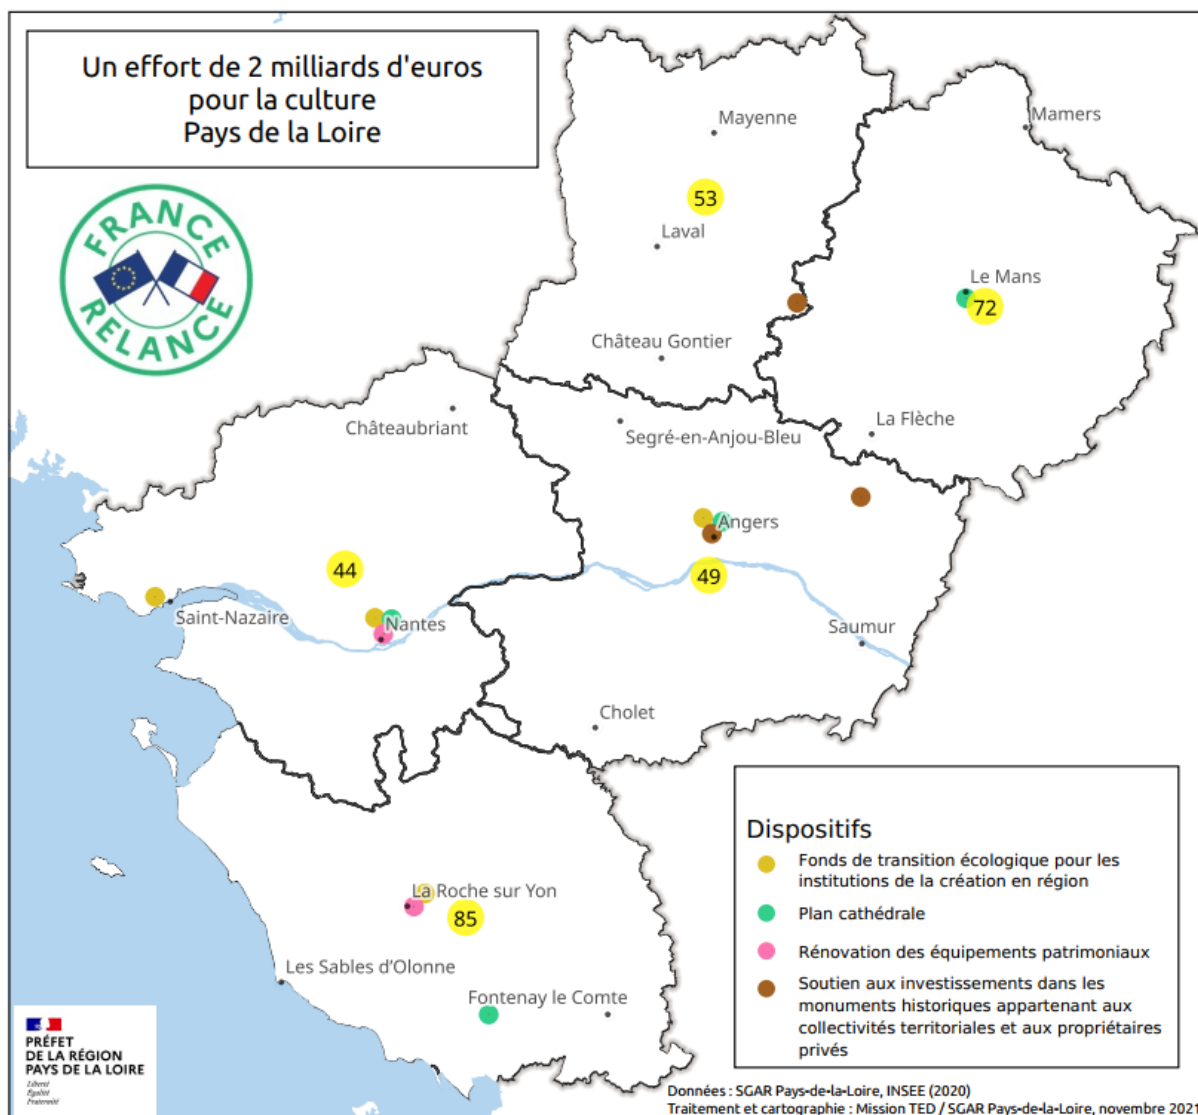 Un effort de 2 milliards d'euros
pour la culture
Pays de la Loire
FRANCE
RELANCE
Mayenne
Mamers
53
Laval
Le Mans
72
Château Gontier
Châteaubriant
Segré-en-Anjou-Bleu
La Flèche
Angers
44
49
Saint-Nazaire
Nantes
Saumur
Cholet
La Roche sur Yon
85
Les Sables d'Olonne
Fontenay le Comte
Dispositifs
Fonds de transition écologique pour les
institutions de la création en région
Plan cathédrale
Rénovation des équipements patrimoniaux
Soutien aux investissements dans les
monuments historiques appartenant aux
collectivités territoriales et aux propriétaires
privés
PRÉFET
DE LA RÉGION
PAYS DE LA LOIRE
Liberté
Égalité
Fraternité
Données : SGAR Pays-de-la-Loire, INSEE (2020)
Traitement et cartographie : Mission TED / SGAR Pays-de-la-Loire, novembre 2021